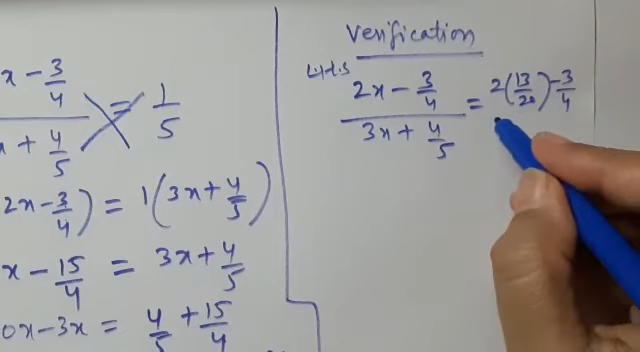 x - 3/4
x + 4/5 = 1/5
2x - 3/4) = 1(3x + 4/5)
x - 15/4 = 3x + 4/5
0x - 3x = 4/5 + 15/4
Verification
L.H.S
(2x - 3/4)/(3x + 4/5) = 2(13/20) - 3/4